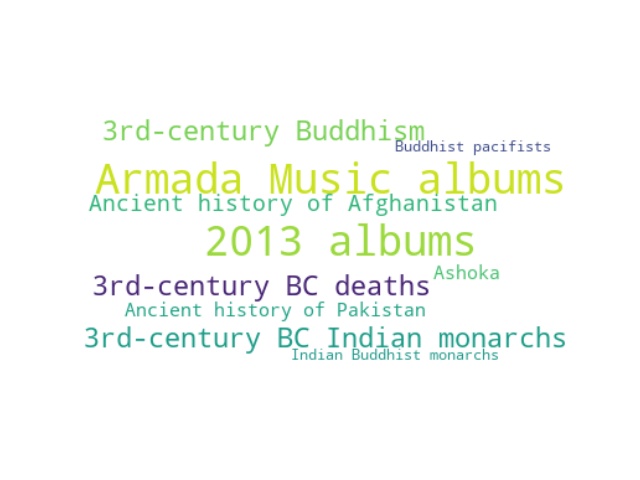 3rd-century Buddhism
Buddhist pacifists
Armada Music albums
Ancient history of Afghanistan
2013 albums
Ashoka
3rd-century BC deaths
Ancient history of Pakistan
3rd-century BC Indian monarchs
Indian Buddhist monarchs